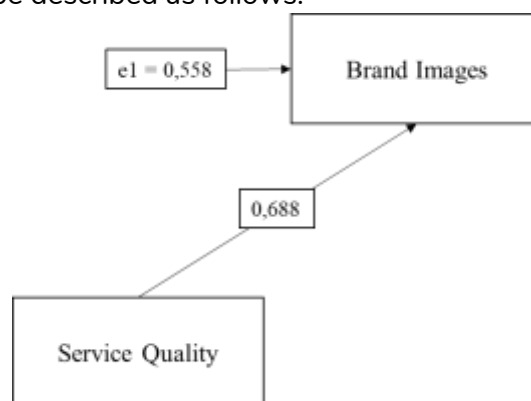 be described as follows:
e1 = 0,558
Brand Images
0,688
Service Quality